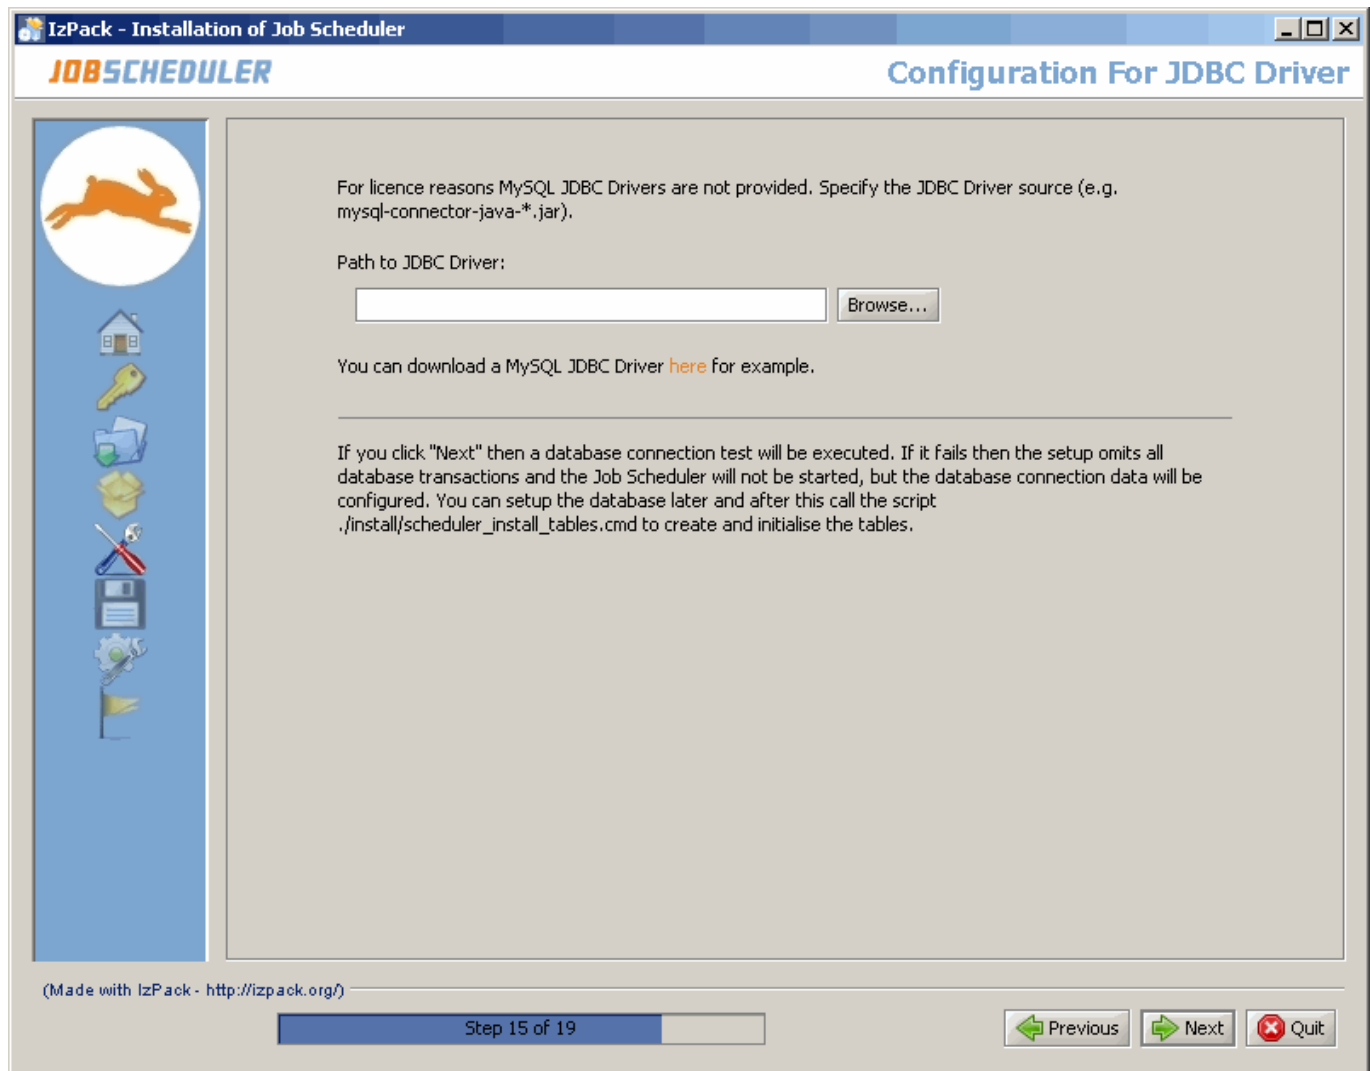 IzPack - Installation of Job Scheduler
JOBSCHEDULER
Configuration For JDBC Driver
For licence reasons MySQL JDBC Drivers are not provided. Specify the JDBC Driver source (e.g.
mysql-connector-java-*.jar).
Path to JDBC Driver:
Browse...
You can download a MySQL JDBC Driver here for example.
If you click "Next" then a database connection test will be executed. If it fails then the setup omits all
database transactions and the Job Scheduler will not be started, but the database connection data will be
configured. You can setup the database later and after this call the script
./install/scheduler_install_tables.cmd to create and initialise the tables.
(Made with IzPack - http://izpack.org/)
Step 15 of 19
Previous
Next
Quit